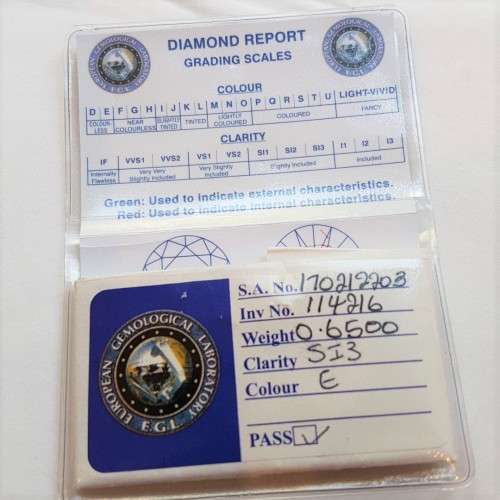 DIAMOND REPORT
GRADING SCALES
COLOUR
D E F G H I J K L M N O P Q R S T U LIGHT-VIVID
COLOUR-LESS NEAR COLOURLESS SLIGHTLY TINTED TINTED LIGHTLY COLOURED COLOURED FANCY
CLARITY
IF VVS1 VVS2 VS1 VS2 SI1 SI2 SI3 I1 I2 I3
Internally Flawless Very Very Slightly Included Very Slightly Included Slightly Included Included
Green: Used to indicate external characteristics.
Red: Used to indicate internal characteristics.
EUROPEAN GEMOLOGICAL LABORATORY
E.G.L.
S.A. No. 170212203
Inv No. 114216
Weight 0.6500
Clarity SI3
Colour E
PASS ✓